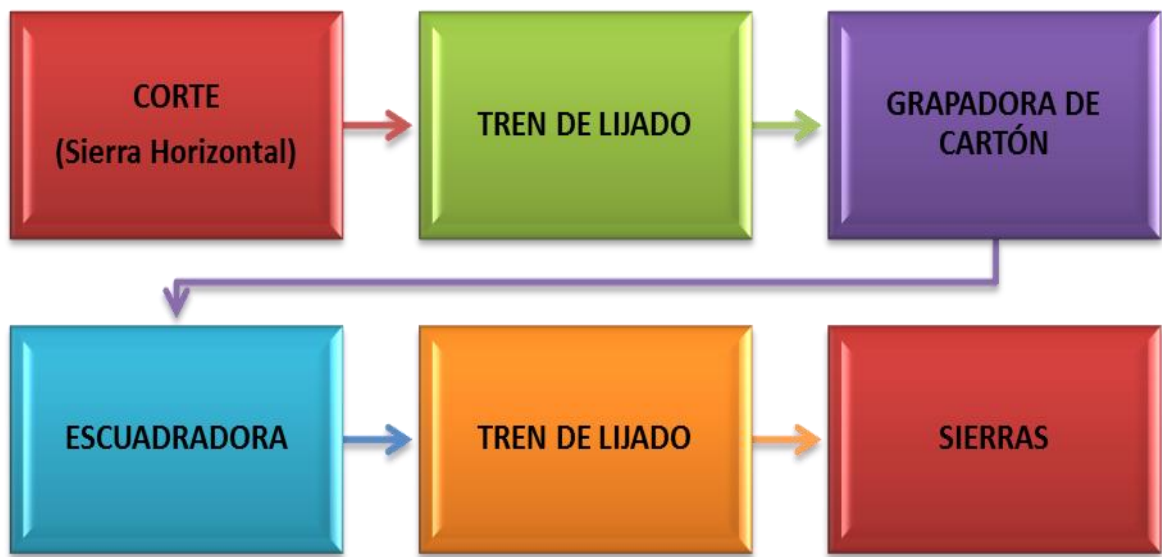 CORTE
(Sierra Horizontal)
TREN DE LIJADO
GRAPADORA DE
CARTÓN
ESCUADRADORA
TREN DE LIJADO
SIERRAS